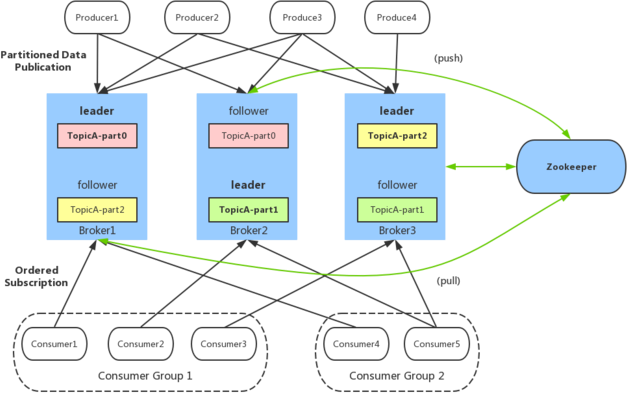 Producer1
Producer2
Produce3
Produce4
Partitioned Data
Publication
(push)
leader
follower
leader
TopicA-part0
TopicA-part0
TopicA-part2
Zookeeper
follower
leader
follower
TopicA-part2
TopicA-part1
TopicA-part1
Broker1
Broker2
Broker3
Ordered
Subscription
(pull)
Consumer1
Consumer2
Consumer3
Consumer4
Consumer5
Consumer Group 1
Consumer Group 2